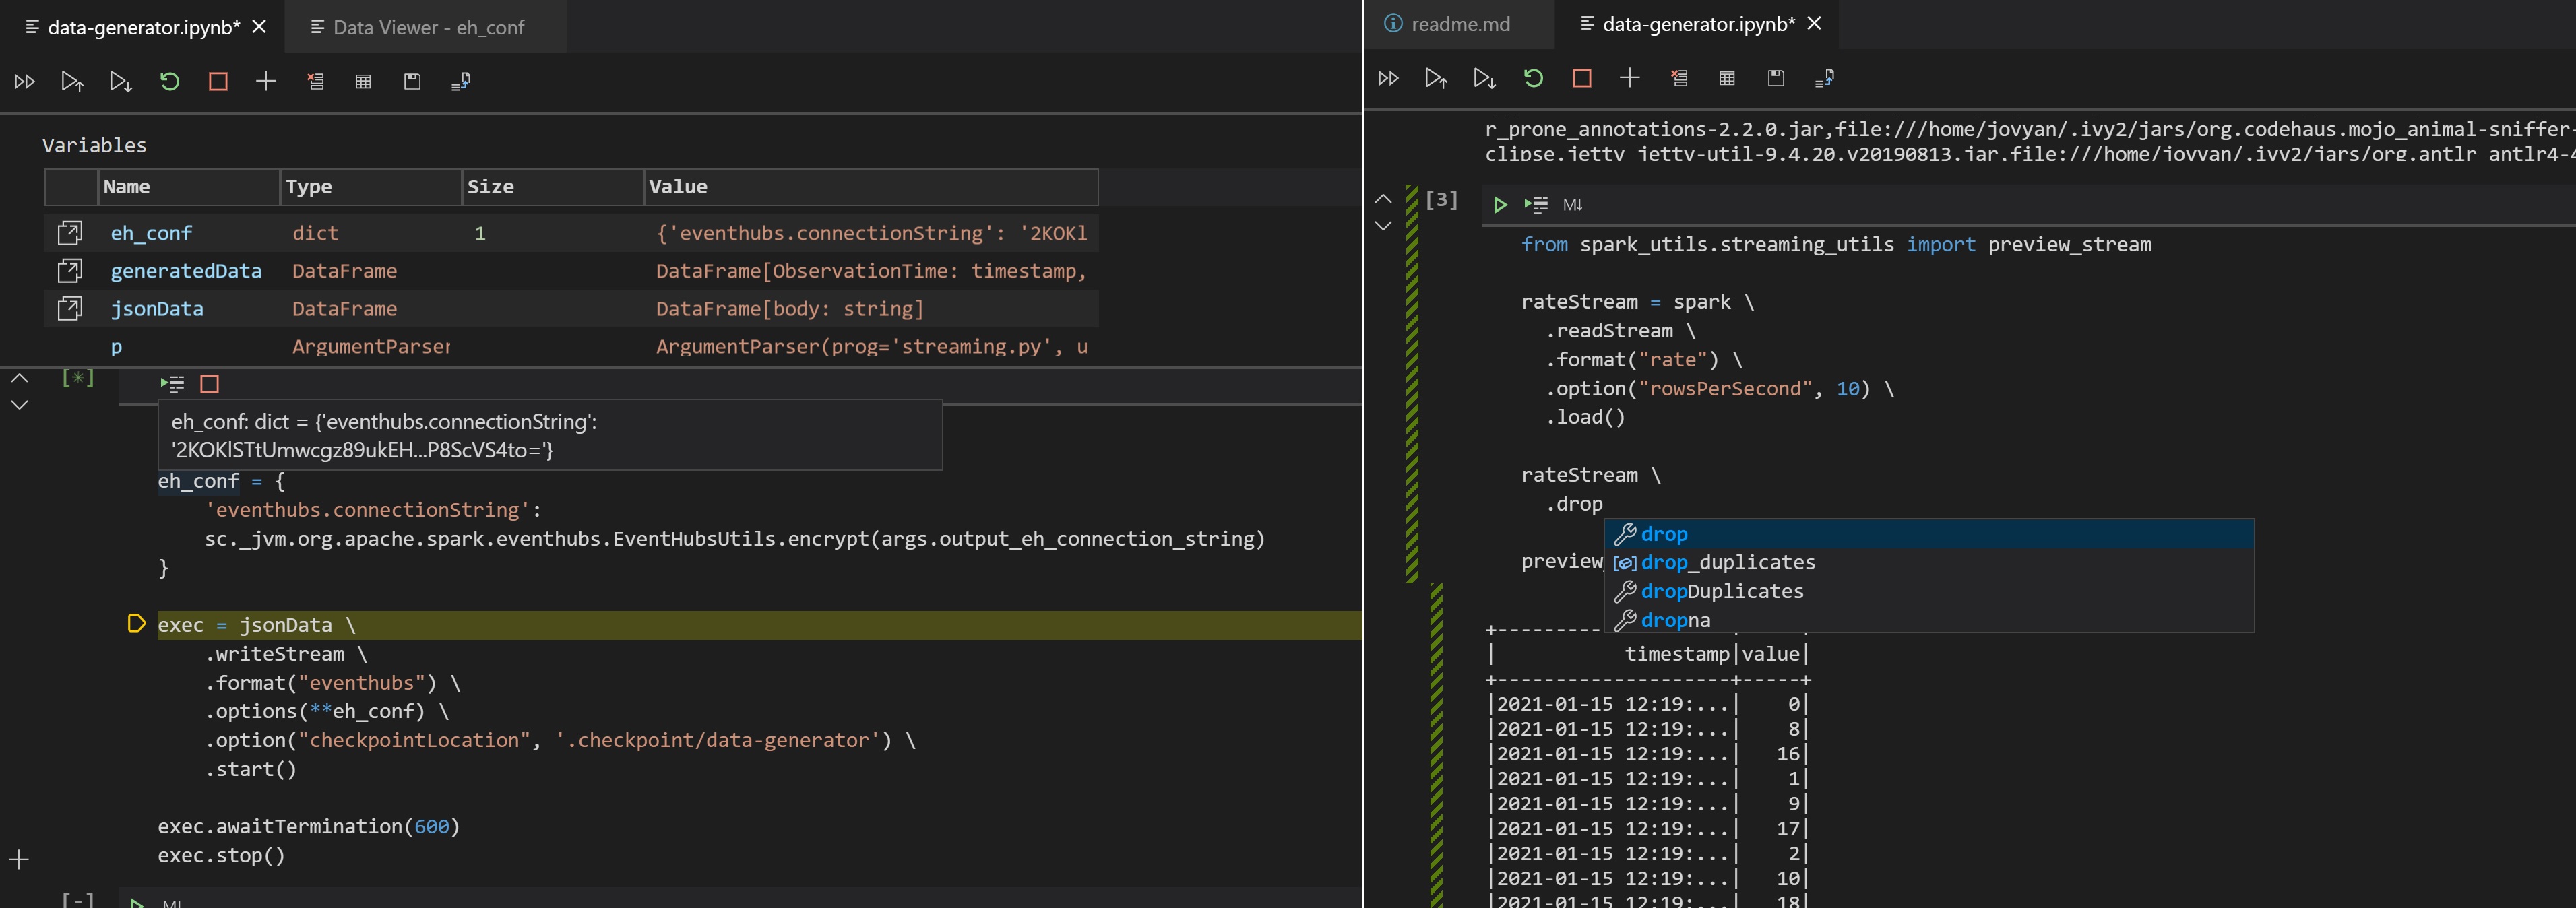 data-generator.ipynb*
Data Viewer - eh_conf
Variables
Name Type Size Value
eh_conf dict 1 {'eventhubs.connectionString': '2KOKl
generatedData DataFrame DataFrame[ObservationTime: timestamp,
jsonData DataFrame DataFrame[body: string]
p ArgumentParser ArgumentParser(prog='streaming.py', u
[*]
eh_conf: dict = {'eventhubs.connectionString':
'2KOKlSTtUmwcgz89ukEH...P8ScVS4to='}
eh_conf = {
'eventhubs.connectionString':
sc._jvm.org.apache.spark.eventhubs.EventHubsUtils.encrypt(args.output_eh_connection_string)
}
exec = jsonData \
.writeStream \
.format("eventhubs") \
.options(**eh_conf) \
.option("checkpointLocation", '.checkpoint/data-generator') \
.start()
exec.awaitTermination(600)
exec.stop()
[-] M↓
readme.md
data-generator.ipynb*
r_prone_annotations-2.2.0.jar,file:///home/jovyan/.ivy2/jars/org.codehaus.mojo_animal-sniffer-
clipse.jetty_jetty-util-9.4.20.v20190813.jar,file:///home/jovyan/.ivy2/jars/org.antlr_antlr4-4
[3] M↓
from spark_utils.streaming_utils import preview_stream
rateStream = spark \
.readStream \
.format("rate") \
.option("rowsPerSecond", 10) \
.load()
rateStream \
.drop
drop
drop_duplicates
dropDuplicates
dropna
preview_
+---------
| timestamp|value|
+--------------------+-----+
|2021-01-15 12:19:...| 0|
|2021-01-15 12:19:...| 8|
|2021-01-15 12:19:...| 16|
|2021-01-15 12:19:...| 1|
|2021-01-15 12:19:...| 9|
|2021-01-15 12:19:...| 17|
|2021-01-15 12:19:...| 2|
|2021-01-15 12:19:...| 10|
|2021-01-15 12:19:...| 18|